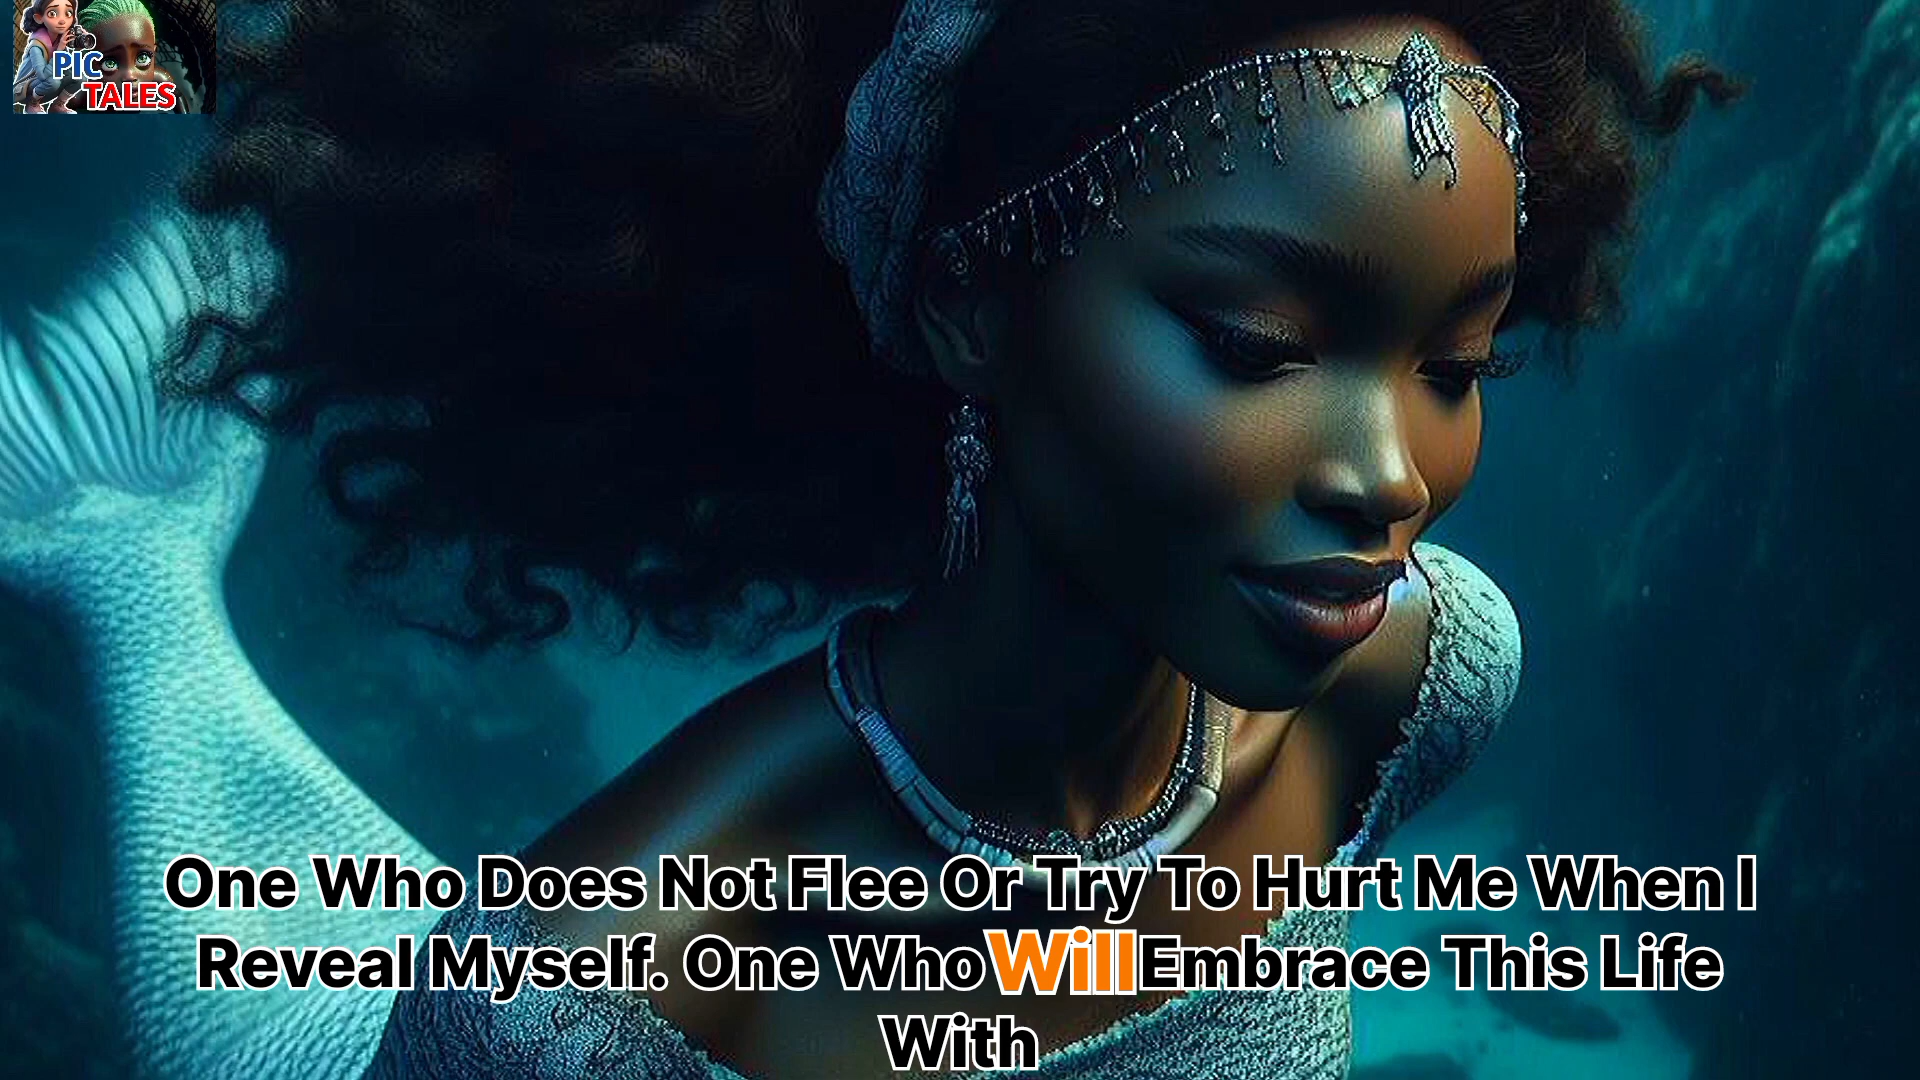 PIC
TALES
One Who Does Not Flee Or Try To Hurt Me When I
Reveal Myself. One Who Will Embrace This Life
With